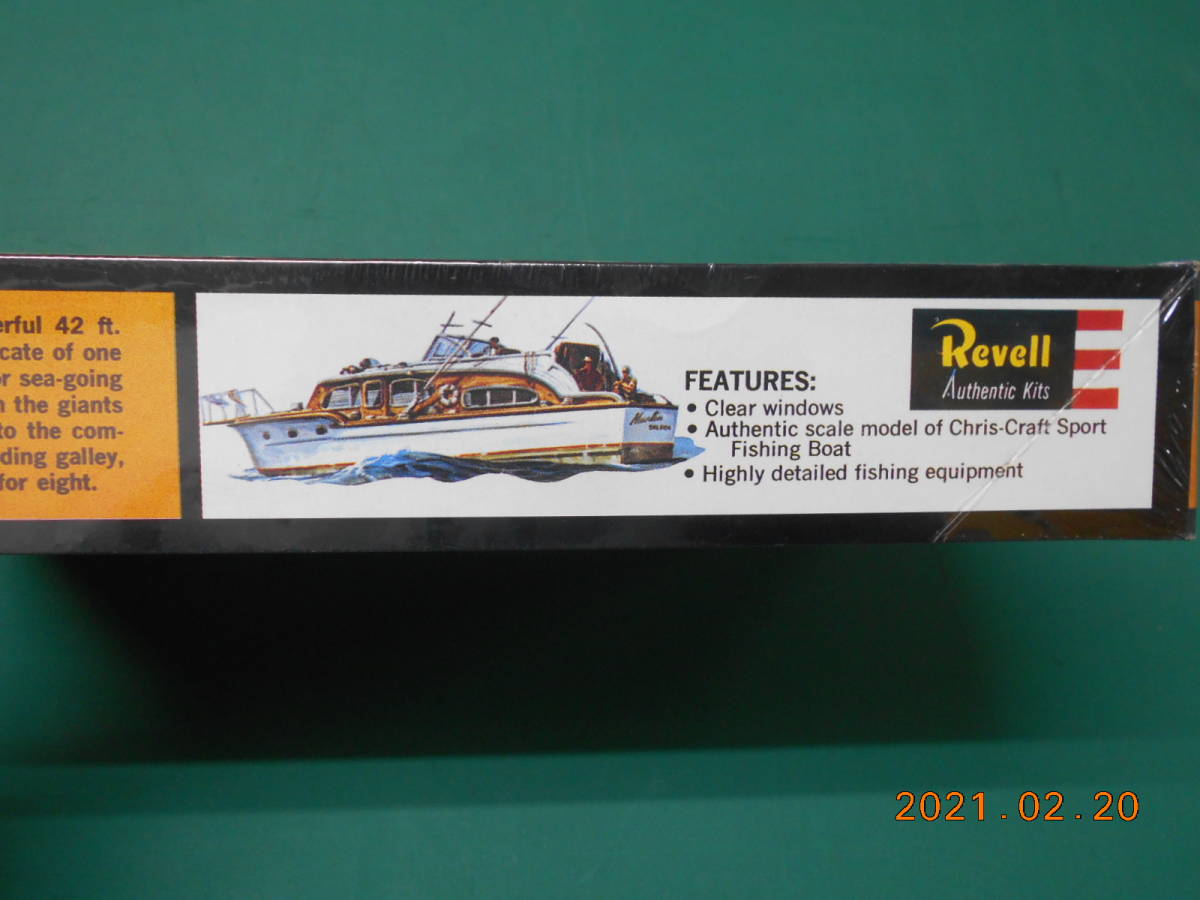 erful 42 ft.
cate of one
or sea-going
n the giants
to the com-
ding galley,
for eight.
FEATURES:
• Clear windows
• Authentic scale model of Chris-Craft Sport
Fishing Boat
• Highly detailed fishing equipment
Revell
Authentic Kits
2021.02.20